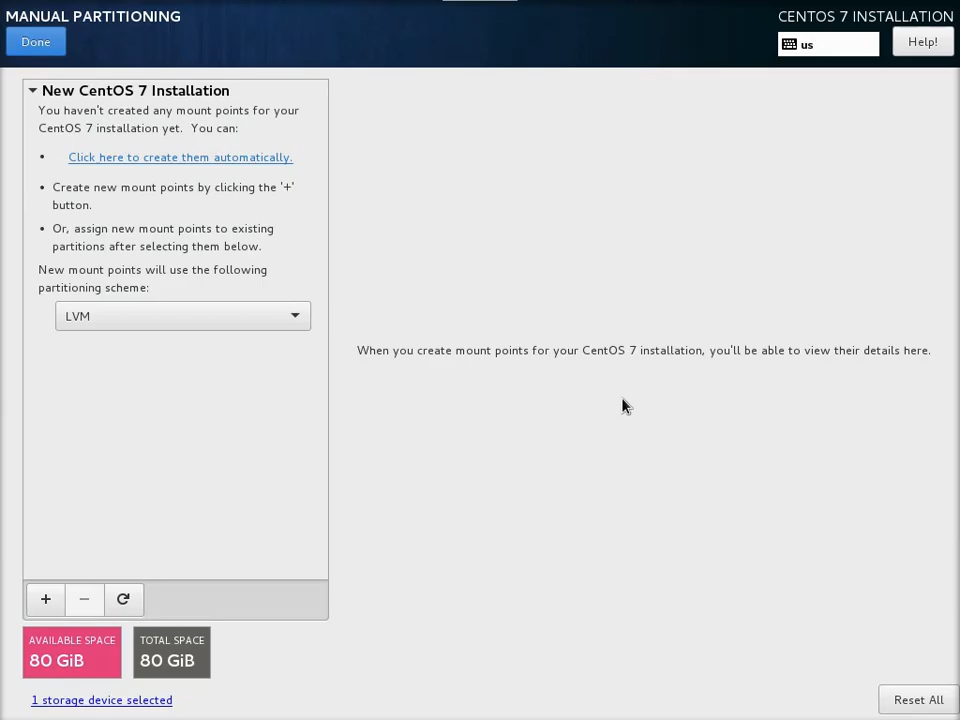 MANUAL PARTITIONING
CENTOS 7 INSTALLATION
Done
us
Help!
New CentOS 7 Installation
You haven't created any mount points for your
CentOS 7 installation yet. You can:
• Click here to create them automatically.
• Create new mount points by clicking the '+'
button.
• Or, assign new mount points to existing
partitions after selecting them below.
New mount points will use the following
partitioning scheme:
LVM
When you create mount points for your CentOS 7 installation, you'll be able to view their details here.
+ −
AVAILABLE SPACE
80 GiB
TOTAL SPACE
80 GiB
1 storage device selected
Reset All